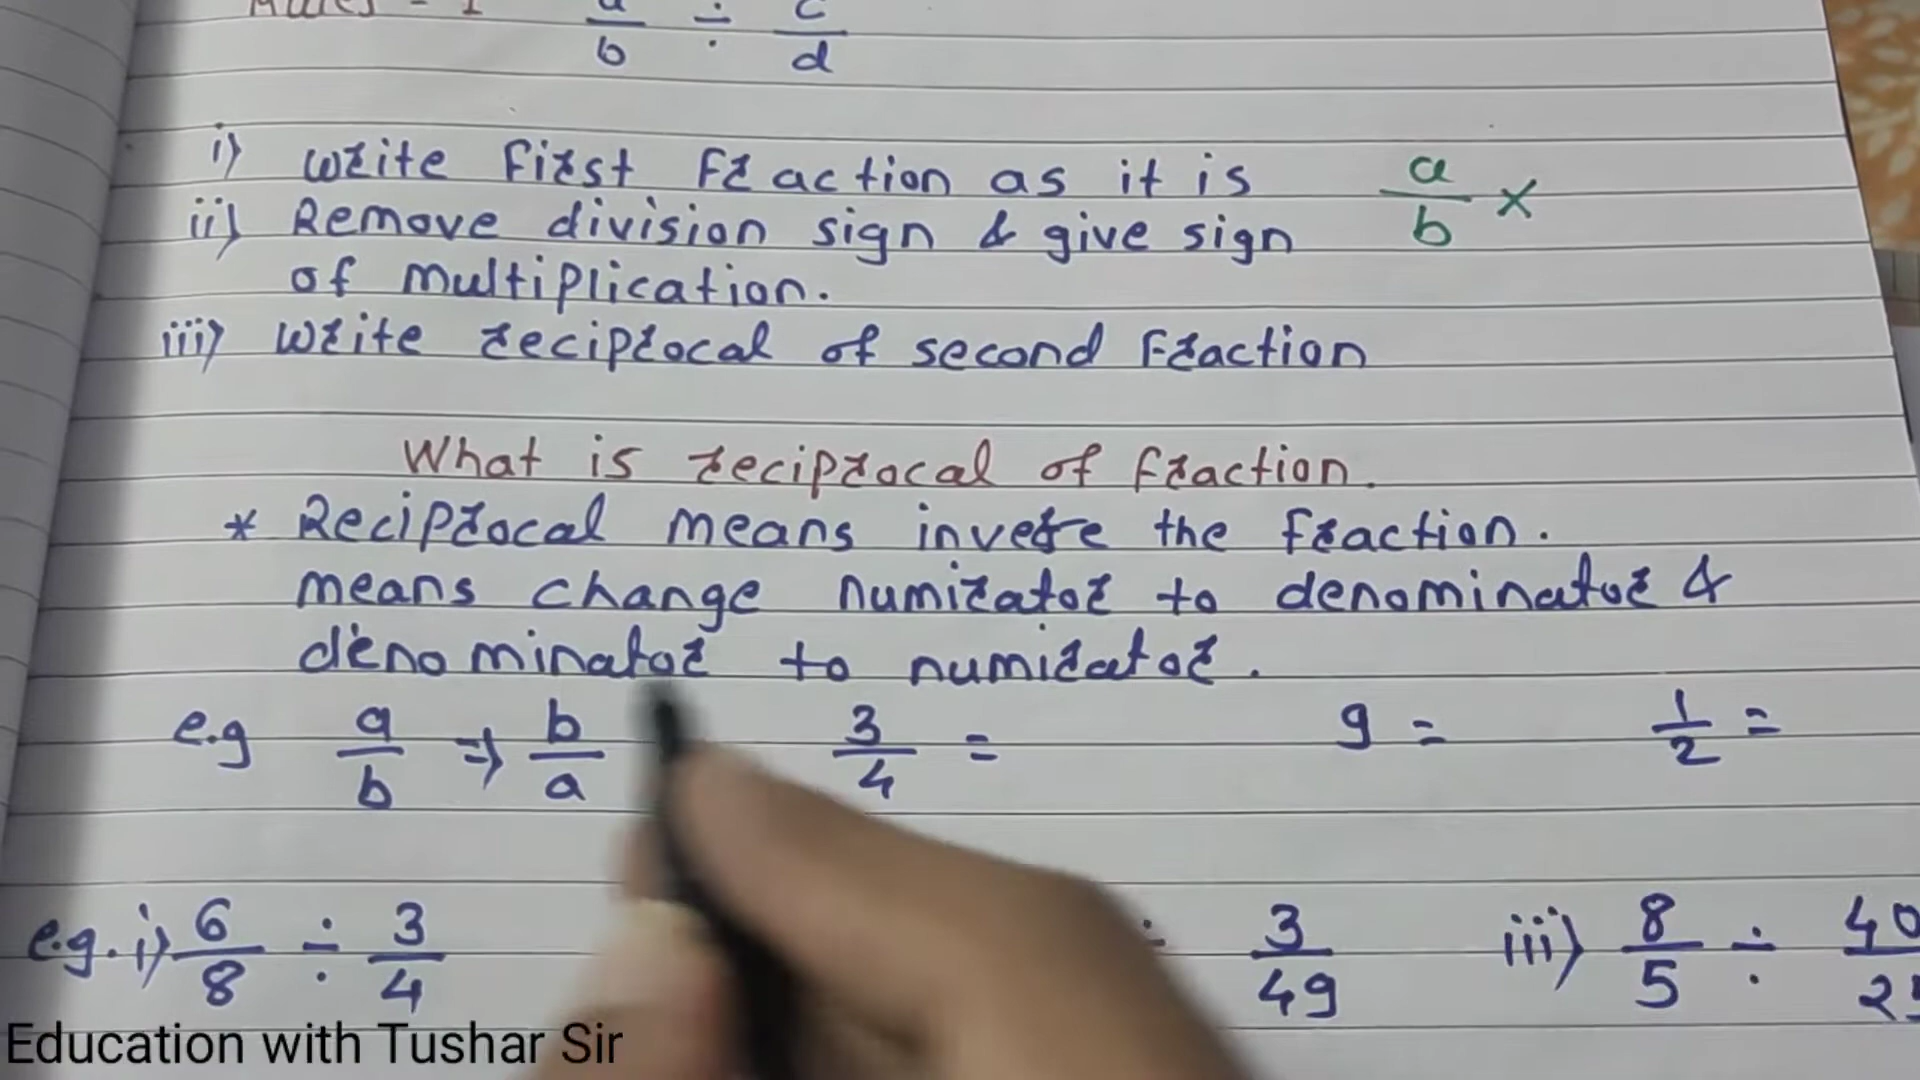 a/b ÷ c/d
i) Write First Fraction as it is a/b ×
ii) Remove division sign & give sign
of multiplication.
iii) Write reciprocal of second Fraction
What is reciprocal of fraction.
* Reciprocal means invere the fraction.
means change numirator to denominator &
denominator to numirator.
e.g a/b ⇒ b/a 3/4 = 9 = 1/2 =
e.g. i) 6/8 ÷ 3/4 ÷ 3/49 iii) 8/5 ÷ 40/
Education with Tushar Sir